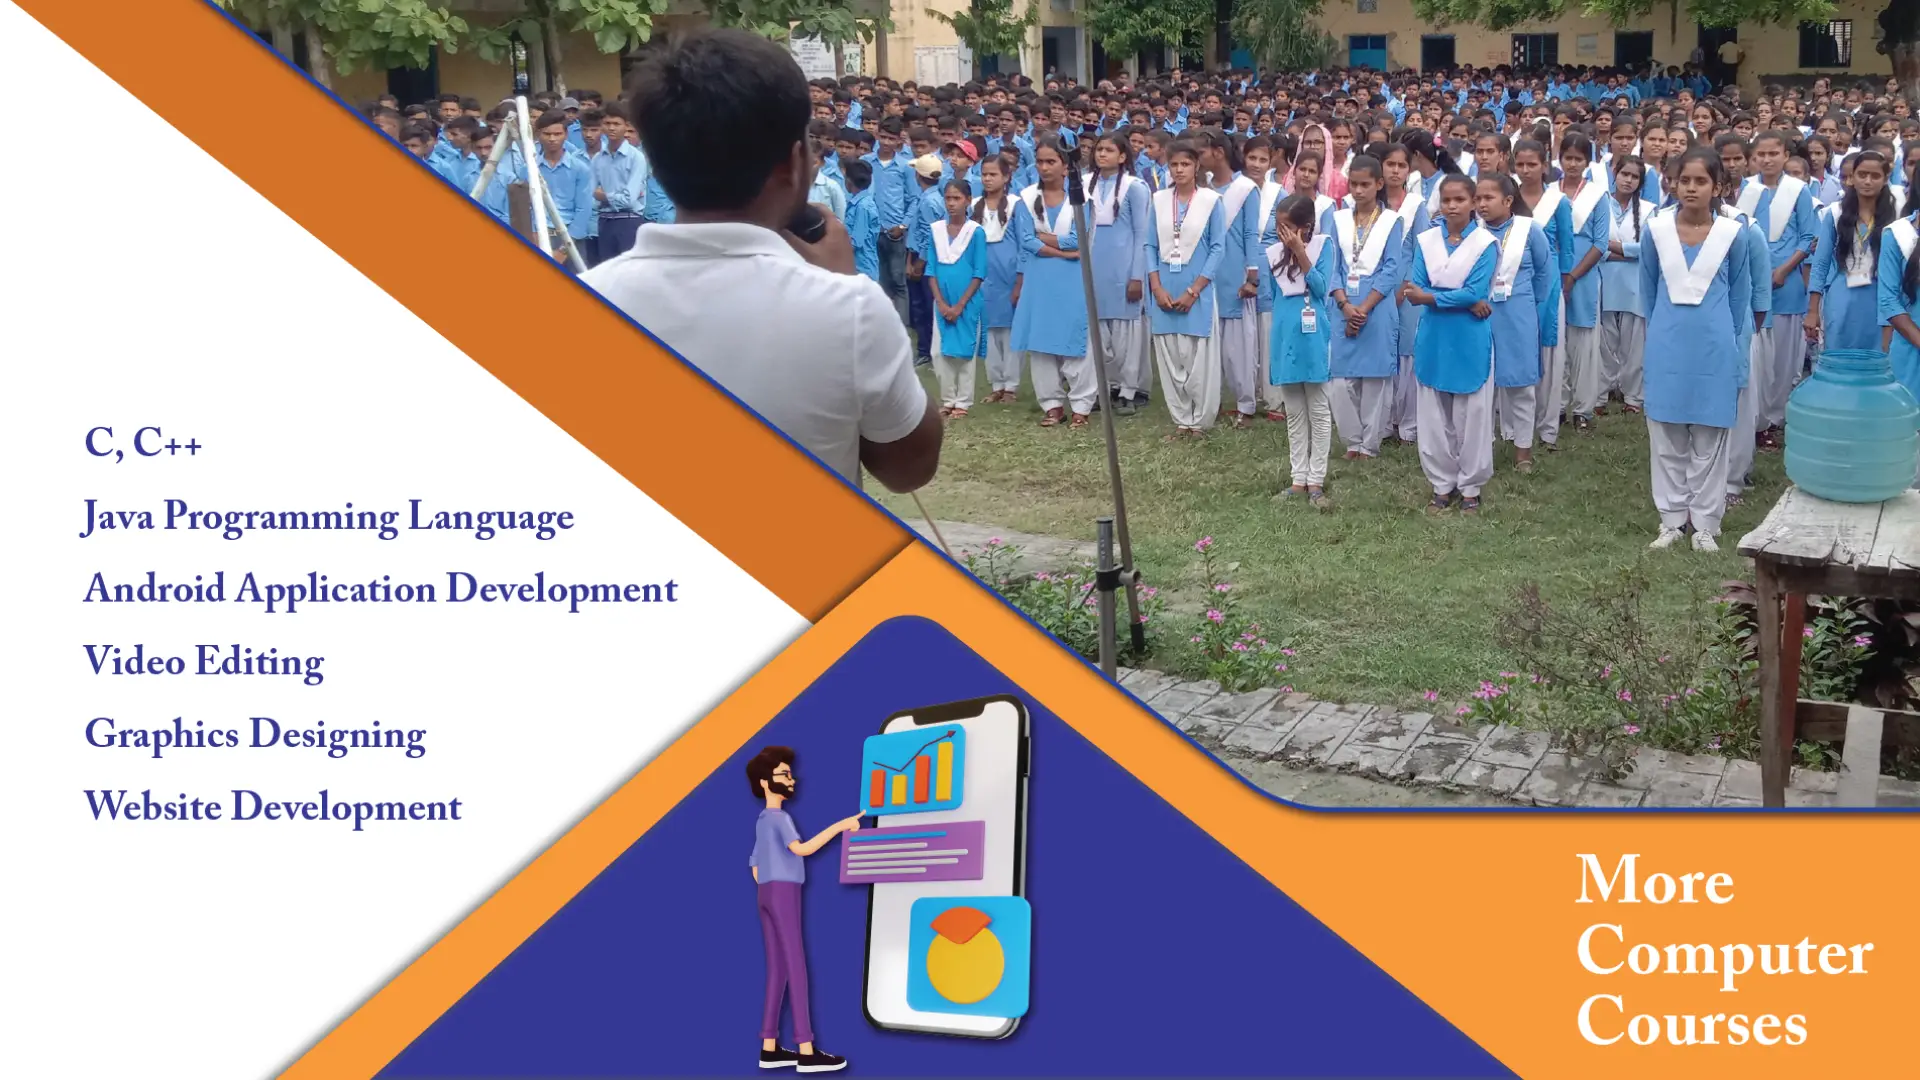 C, C++
Java Programming Language
Android Application Development
Video Editing
Graphics Designing
Website Development
More
Computer
Courses